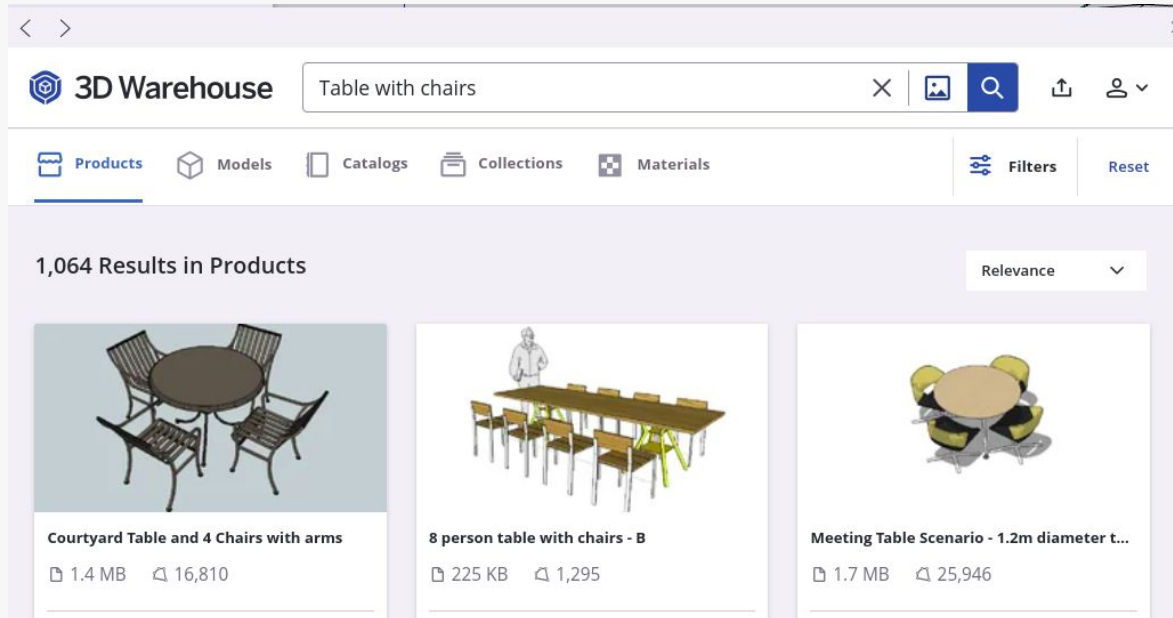 3D Warehouse
Table with chairs
Products
Models
Catalogs
Collections
Materials
Filters
Reset
1,064 Results in Products
Relevance
Courtyard Table and 4 Chairs with arms
1.4 MB 16,810
8 person table with chairs - B
225 KB 1,295
Meeting Table Scenario - 1.2m diameter t...
1.7 MB 25,946